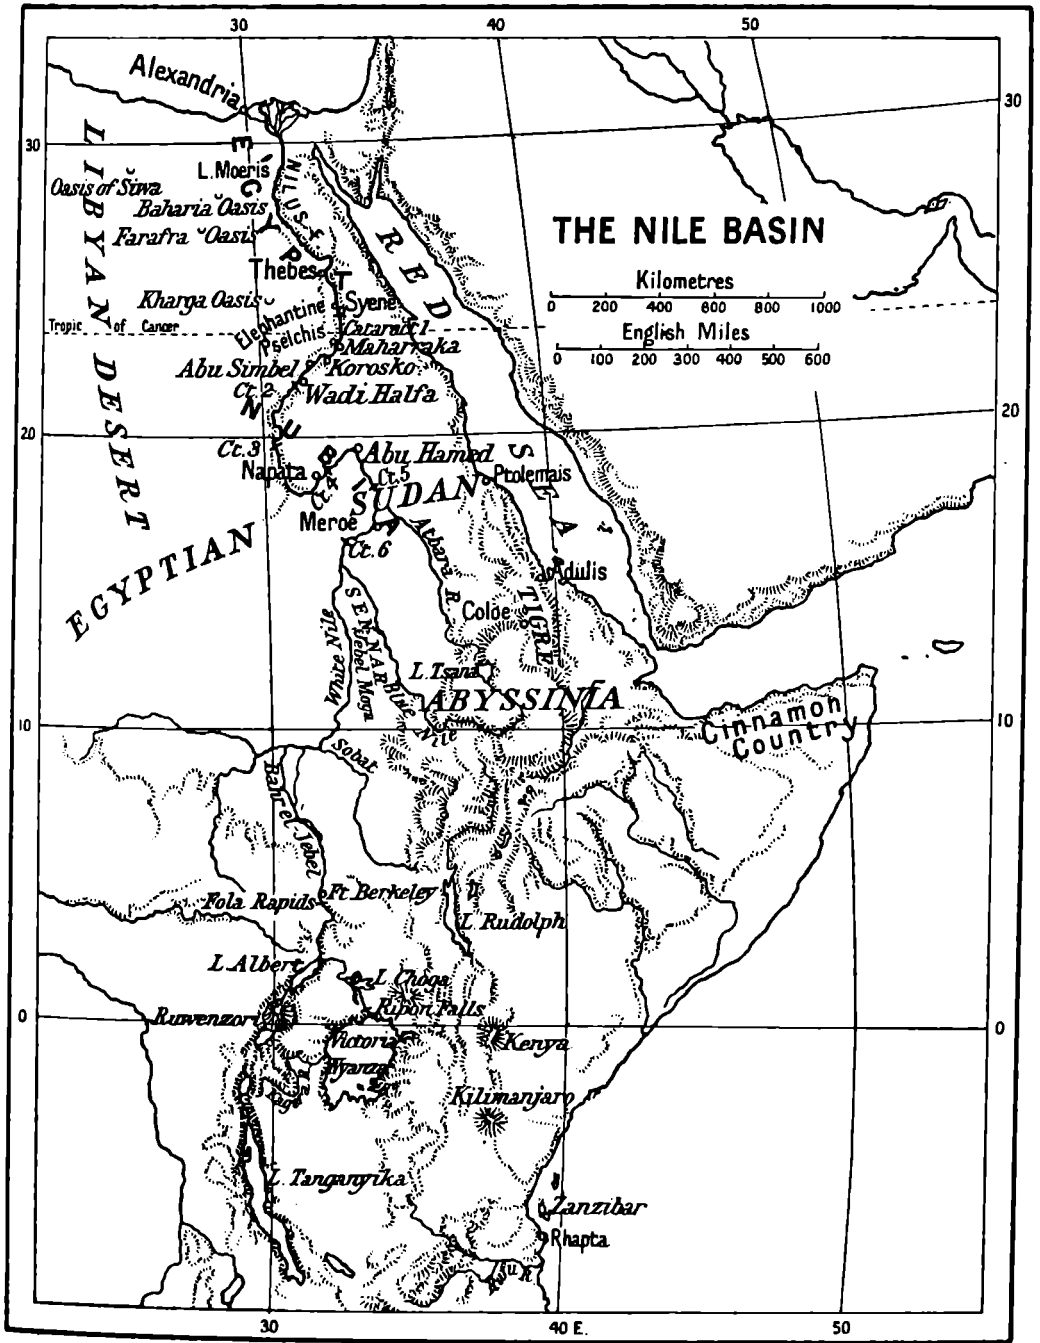 30 40 50
Alexandria
30
30
LIBYAN DESERT
EGYPT
L. Moeris
NILUS F.
Oasis of Siwa
Baharia Oasis
Farafra Oasis
RED SEA
THE NILE BASIN
Kilometres
0 200 400 600 800 1000
English Miles
0 100 200 300 400 500 600
Thebes
Kharga Oasis
Syene
Elephantine
Tropic of Cancer
Pselchis
Cataract 1
Maharraka
Abu Simbel
Korosko
Ct. 2
Wadi Halfa
20
20
NUBIA
Ct. 3
Abu Hamed
Napata
Ct. 4
Ct. 5
Ptolemais
EGYPTIAN SUDAN
Meroë
Ct. 6
Atbara R.
Adulis
TIGRE
Coloe
SENNAR
White Nile
Jebel Moya
L. Tsana
Blue Nile
ABYSSINIA
10
10
Cinnamon
Country
Sobat
Bahr el Jebel
Fola Rapids
Ft. Berkeley
L. Rudolph
L. Albert
L. Choga
Ripon Falls
Ruwenzori
0
0
Victoria
Nyanza
Kenya
Kagera
Kilimanjaro
L. Tanganyika
Zanzibar
Rhapta
Rufu R.
30 40 E. 50